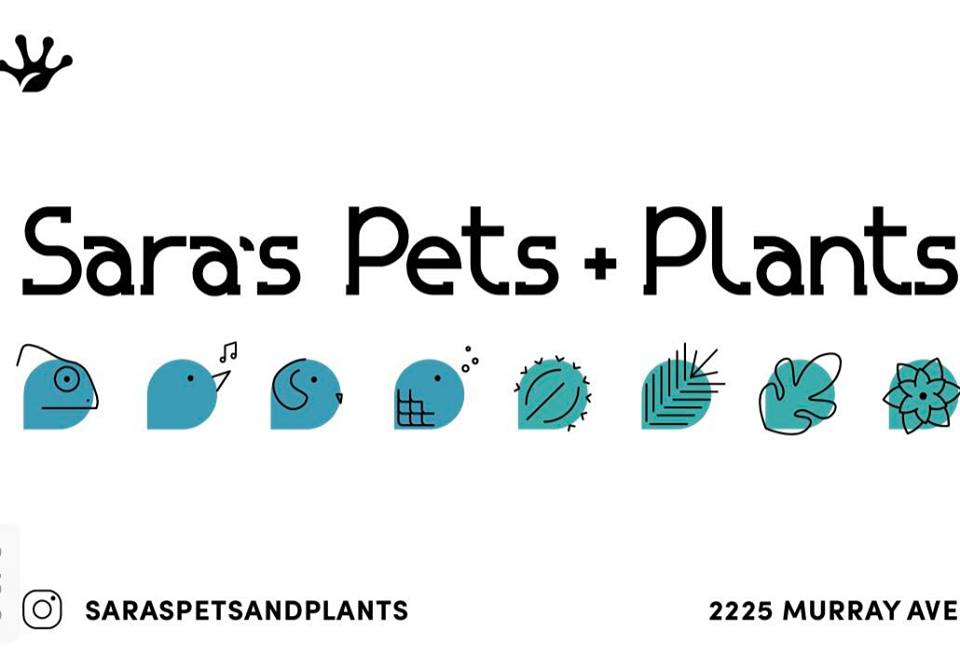 Sara's Pets + Plants
SARASPETSANDPLANTS
2225 MURRAY AVE